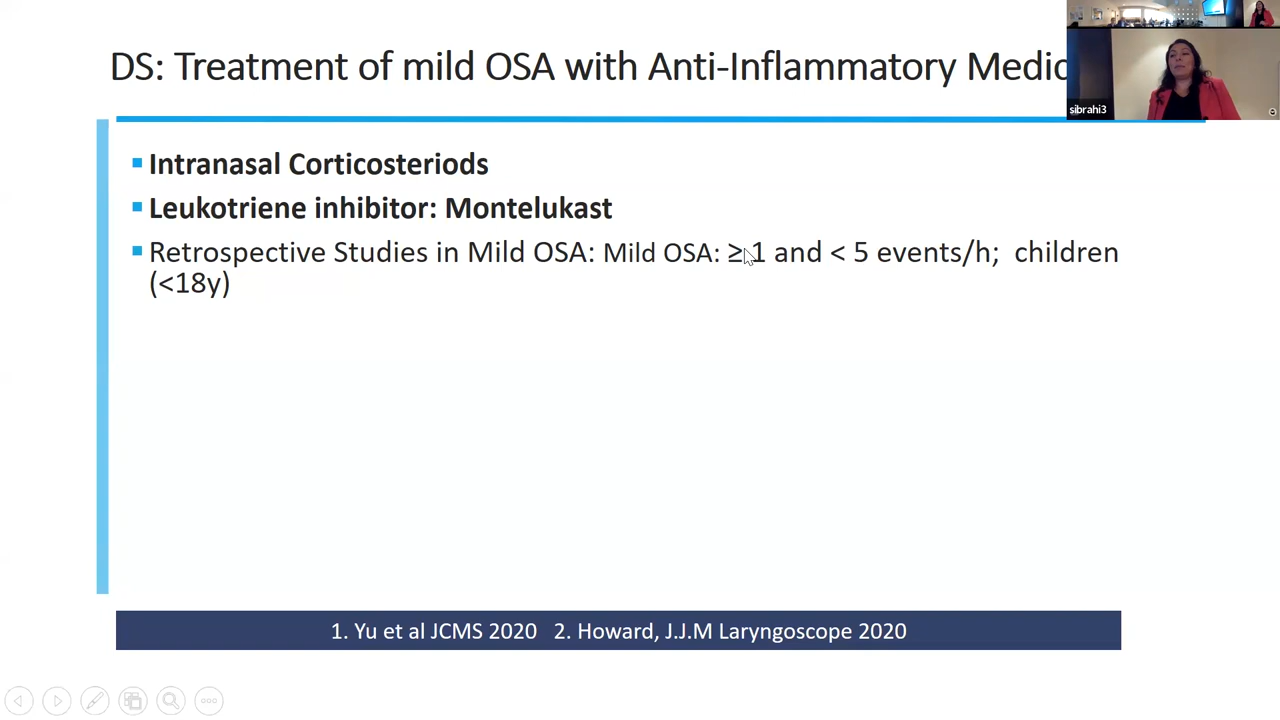 DS: Treatment of mild OSA with Anti-Inflammatory
sibrahi3
Intranasal Corticosteriods
Leukotriene inhibitor: Montelukast
Retrospective Studies in Mild OSA: Mild OSA: ≥ 1 and < 5 events/h; children
(<18y)
1. Yu et al JCMS 2020 2. Howard, J.J.M Laryngoscope 2020